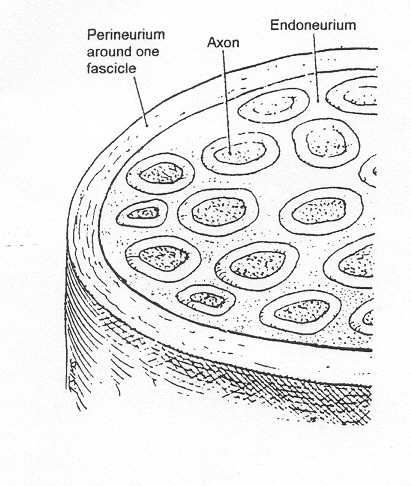 Perineurium
around one
fascicle
Axon
Endoneurium